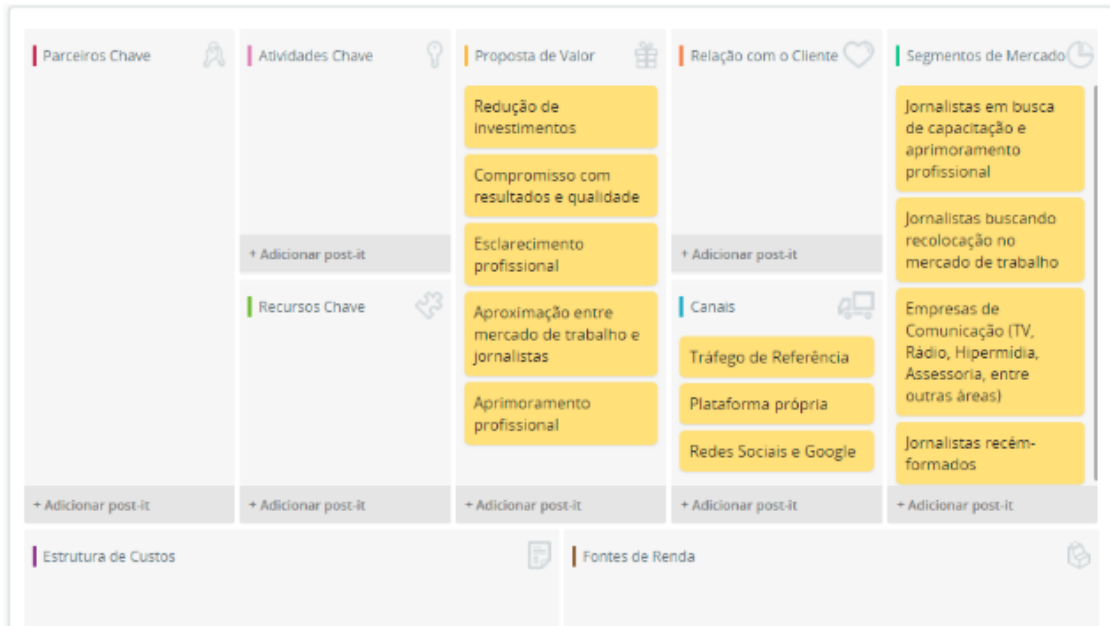 Parceiros Chave
Atividades Chave
+ Adicionar post-it
Recursos Chave
Proposta de Valor
Redução de
investimentos
Compromisso com
resultados e qualidade
Esclarecimento
profissional
Aproximação entre
mercado de trabalho e
jornalistas
Aprimoramento
profissional
Relação com o Cliente
+ Adicionar post-it
Canais
Tráfego de Referência
Plataforma própria
Redes Sociais e Google
Segmentos de Mercado
Jornalistas em busca
de capacitação e
aprimoramento
profissional
Jornalistas buscando
recolocação no
mercado de trabalho
Empresas de
Comunicação (TV,
Rádio, Hipermídia,
Assessoria, entre
outras áreas)
Jornalistas recém-
formados
+ Adicionar post-it
+ Adicionar post-it
+ Adicionar post-it
+ Adicionar post-it
+ Adicionar post-it
Estrutura de Custos
Fontes de Renda